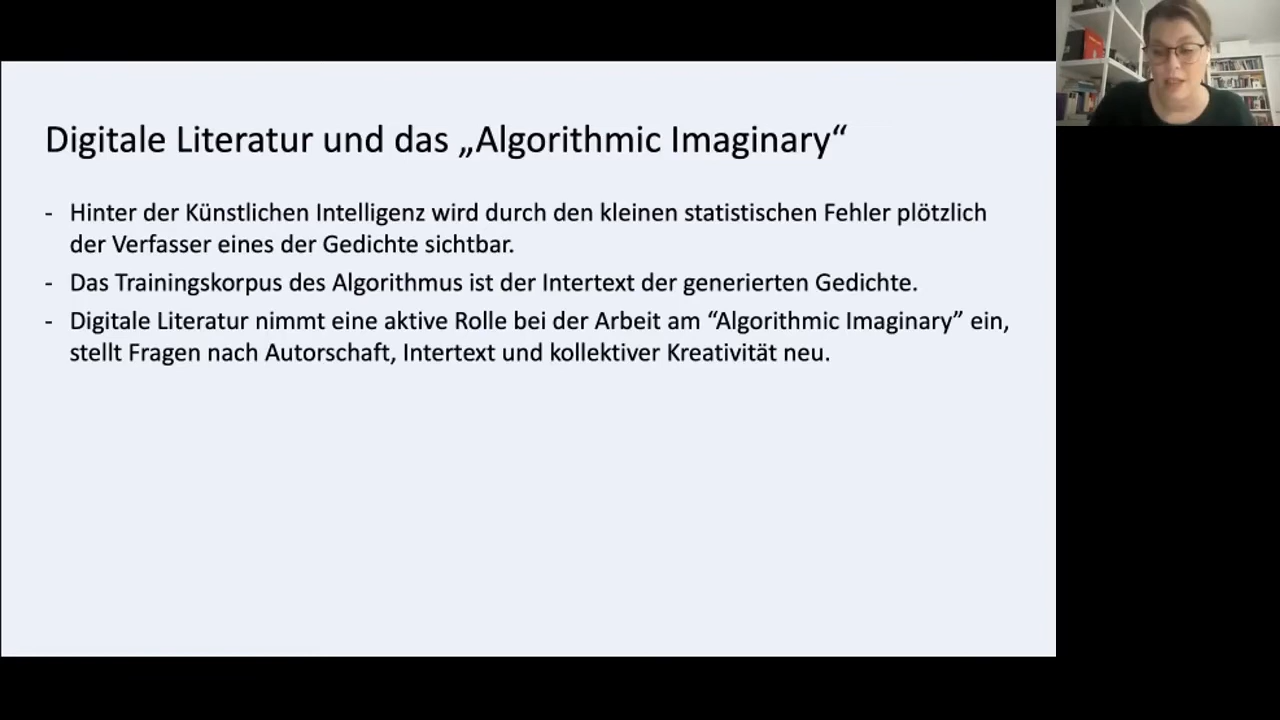 Digitale Literatur und das „Algorithmic Imaginary“
- Hinter der Künstlichen Intelligenz wird durch den kleinen statistischen Fehler plötzlich
der Verfasser eines der Gedichte sichtbar.
- Das Trainingskorpus des Algorithmus ist der Intertext der generierten Gedichte.
- Digitale Literatur nimmt eine aktive Rolle bei der Arbeit am “Algorithmic Imaginary” ein,
stellt Fragen nach Autorschaft, Intertext und kollektiver Kreativität neu.